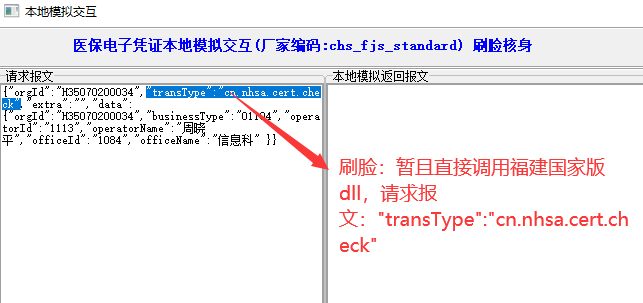 本地模拟交互
医保电子凭证本地模拟交互(厂家编码:chs_fjs_standard) 刷脸核身
请求报文
{"orgId":"H35070200034","transType":"cn.nhsa.cert.che
ck","extra":"","data":
{"orgId":"H35070200034","businessType":"01104","opera
torId":"1113","operatorName":"周晓
平","officeId":"1084","officeName":"信息科" }}
本地模拟返回报文
刷脸：暂且直接调用福建国家版
dll，请求报
文："transType":"cn.nhsa.cert.ch
eck"